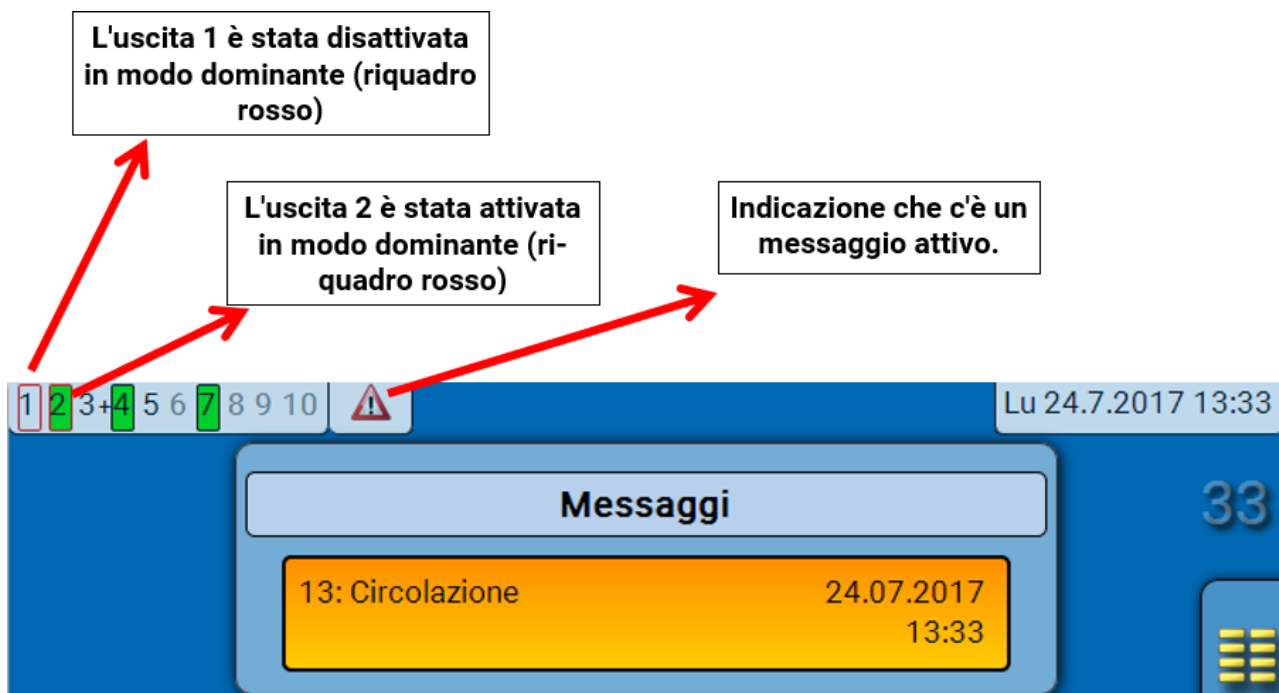 L'uscita 1 è stata disattivata
in modo dominante (riquadro
rosso)
L'uscita 2 è stata attivata
in modo dominante (ri-
quadro rosso)
Indicazione che c'è un
messaggio attivo.
1 2 3+4 5 6 7 8 9 10
Lu 24.7.2017 13:33
Messaggi
33
13: Circolazione 24.07.2017
13:33